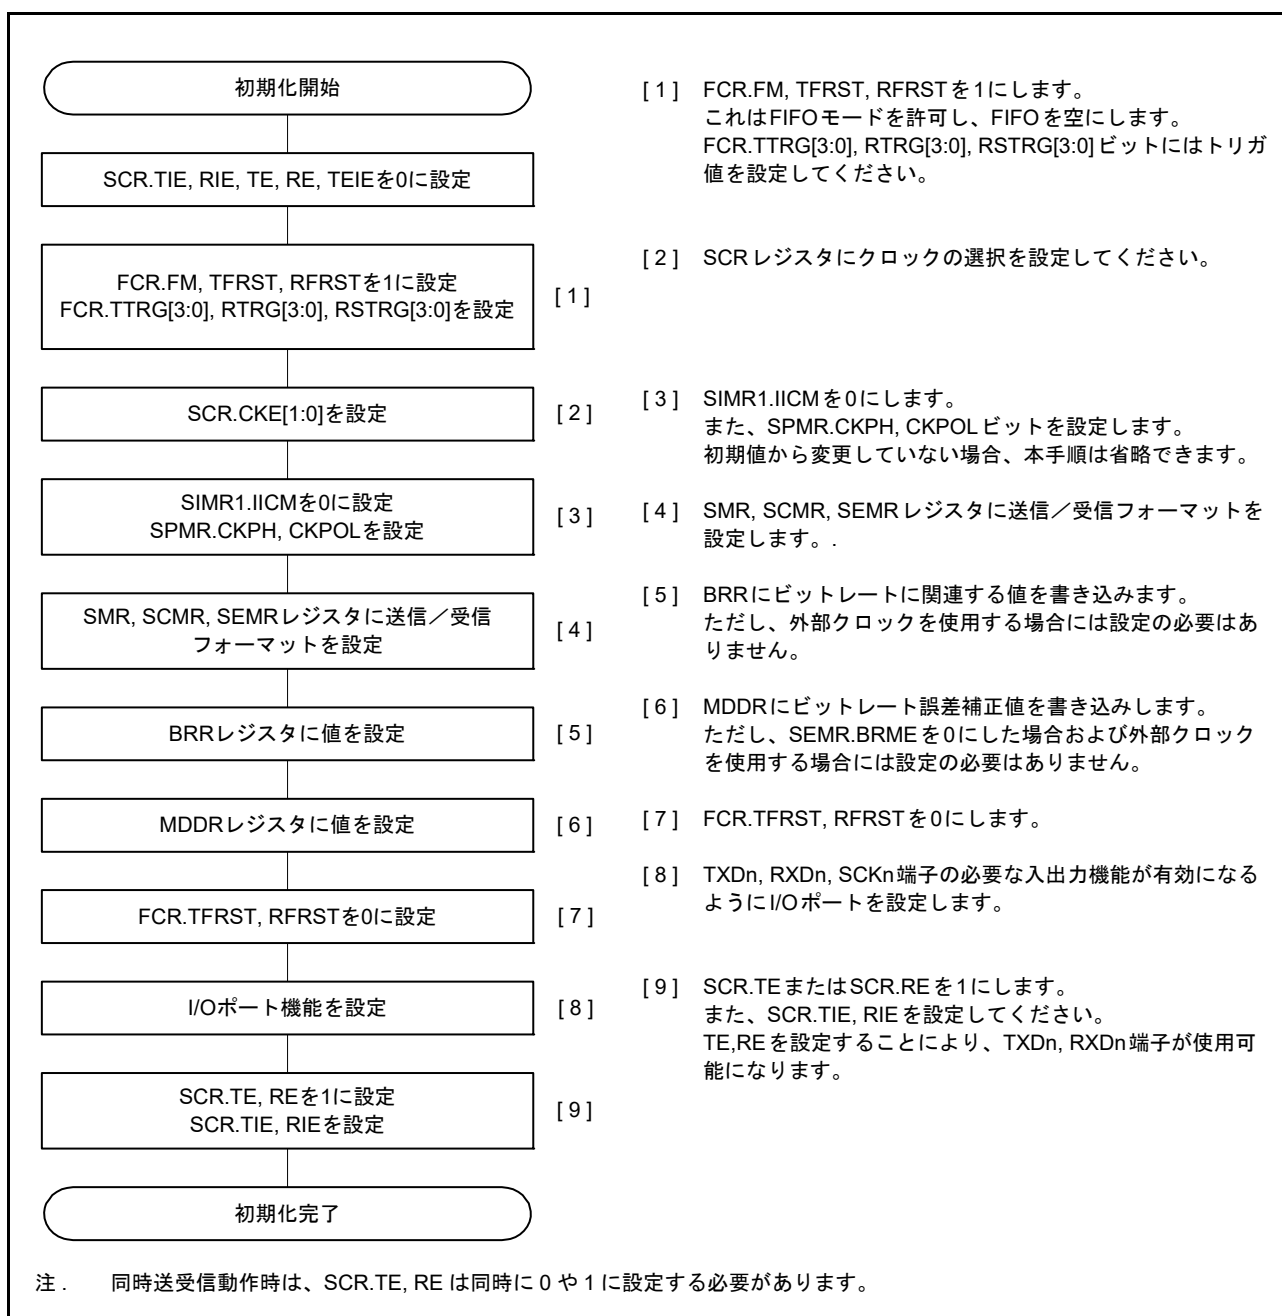 初期化開始
SCR.TIE, RIE, TE, RE, TEIEを0に設定
FCR.FM, TFRST, RFRSTを1に設定
FCR.TTRG[3:0], RTRG[3:0], RSTRG[3:0]を設定
[ 1 ]
SCR.CKE[1:0]を設定
[ 2 ]
SIMR1.IICMを0に設定
SPMR.CKPH, CKPOLを設定
[ 3 ]
SMR, SCMR, SEMRレジスタに送信／受信
フォーマットを設定
[ 4 ]
BRRレジスタに値を設定
[ 5 ]
MDDRレジスタに値を設定
[ 6 ]
FCR.TFRST, RFRSTを0に設定
[ 7 ]
I/Oポート機能を設定
[ 8 ]
SCR.TE, REを1に設定
SCR.TIE, RIEを設定
[ 9 ]
初期化完了
[ 1 ] FCR.FM, TFRST, RFRSTを1にします。
これはFIFOモードを許可し、FIFOを空にします。
FCR.TTRG[3:0], RTRG[3:0], RSTRG[3:0]ビットにはトリガ
値を設定してください。
[ 2 ] SCRレジスタにクロックの選択を設定してください。
[ 3 ] SIMR1.IICMを0にします。
また、SPMR.CKPH, CKPOLビットを設定します。
初期値から変更していない場合、本手順は省略できます。
[ 4 ] SMR, SCMR, SEMRレジスタに送信／受信フォーマットを
設定します。.
[ 5 ] BRRにビットレートに関連する値を書き込みます。
ただし、外部クロックを使用する場合には設定の必要はあ
りません。
[ 6 ] MDDRにビットレート誤差補正値を書き込みします。
ただし、SEMR.BRMEを0にした場合および外部クロック
を使用する場合には設定の必要はありません。
[ 7 ] FCR.TFRST, RFRSTを0にします。
[ 8 ] TXDn, RXDn, SCKn端子の必要な入出力機能が有効になる
ようにI/Oポートを設定します。
[ 9 ] SCR.TEまたはSCR.REを1にします。
また、SCR.TIE, RIEを設定してください。
TE,REを設定することにより、TXDn, RXDn端子が使用可
能になります。
注． 同時送受信動作時は、SCR.TE, RE は同時に 0 や 1 に設定する必要があります。